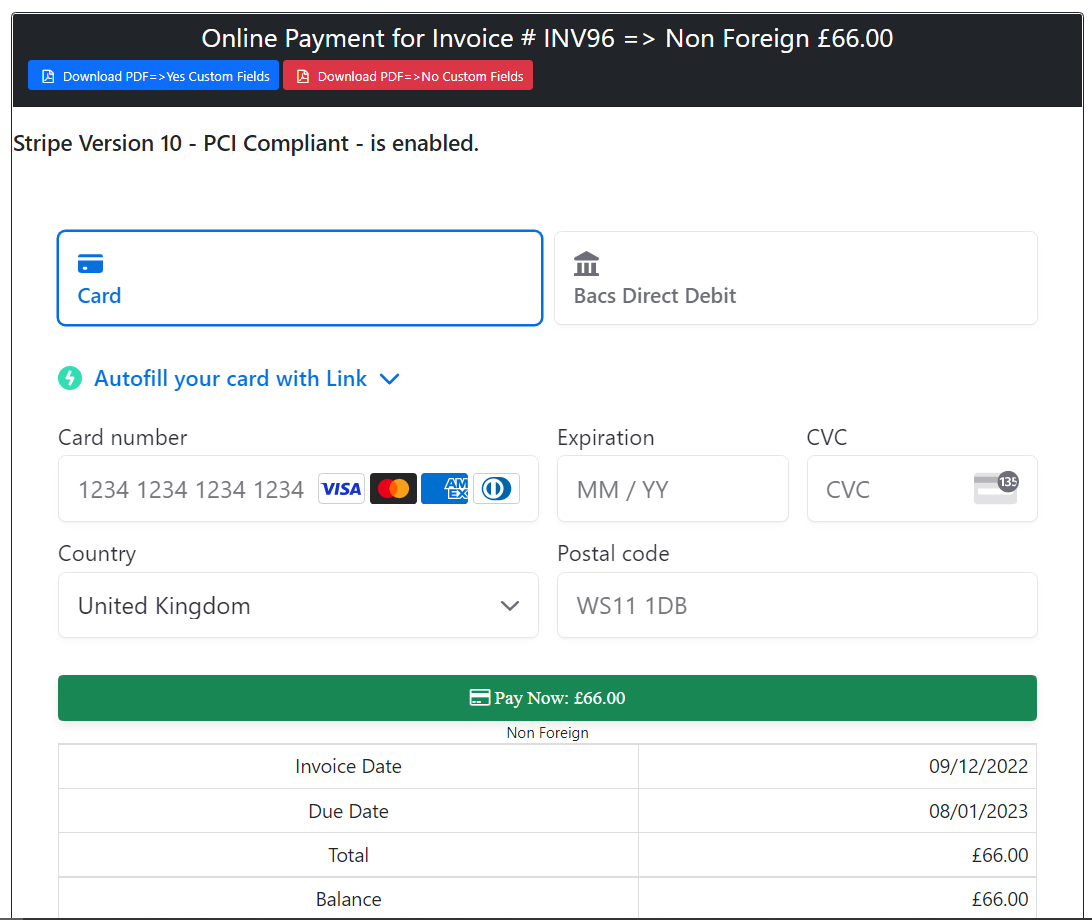 Online Payment for Invoice # INV96 => Non Foreign £66.00
Download PDF=>Yes Custom Fields Download PDF=>No Custom Fields
Stripe Version 10 - PCI Compliant - is enabled.
Card Bacs Direct Debit
Autofill your card with Link
Card number Expiration CVC
1234 1234 1234 1234 VISA AMEX MM / YY CVC 135
Country Postal code
United Kingdom WS11 1DB
Pay Now: £66.00
Non Foreign
Invoice Date 09/12/2022
Due Date 08/01/2023
Total £66.00
Balance £66.00